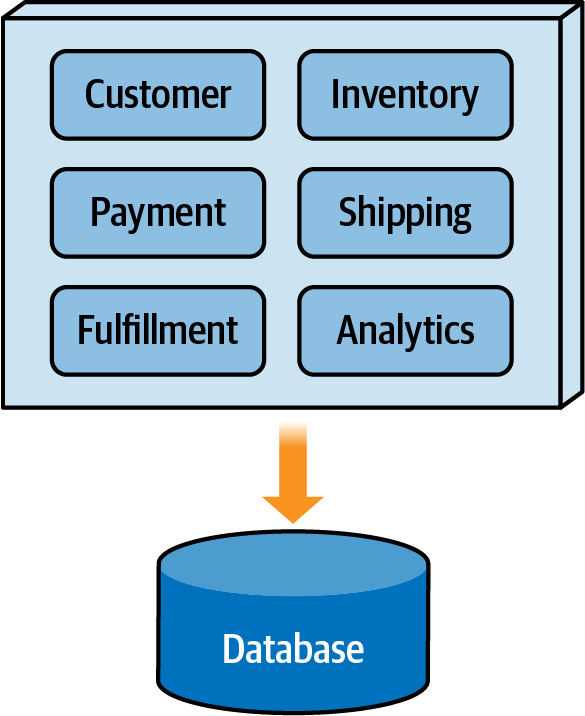 Customer
Inventory
Payment
Shipping
Fulfillment
Analytics
Database